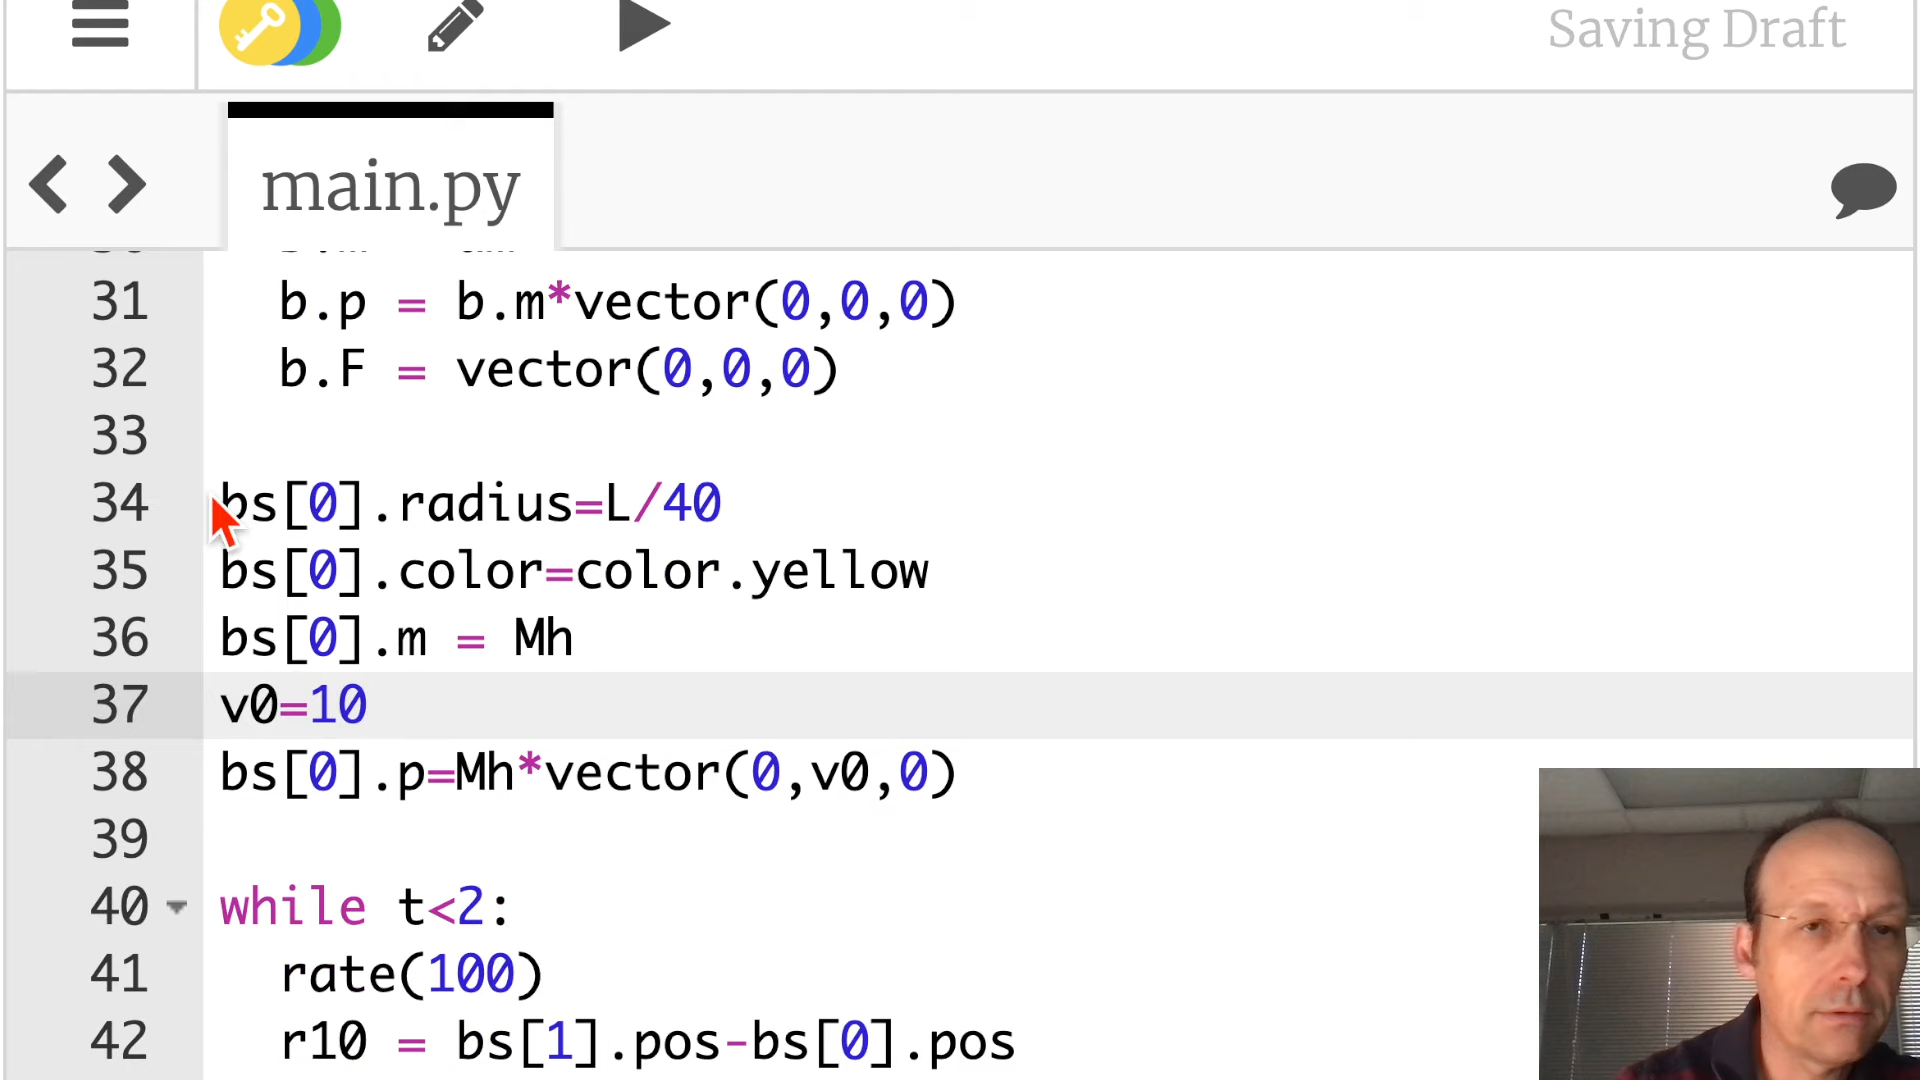 Saving Draft
main.py
31 b.p = b.m*vector(0,0,0)
32 b.F = vector(0,0,0)
33
34 bs[0].radius=L/40
35 bs[0].color=color.yellow
36 bs[0].m = Mh
37 v0=10
38 bs[0].p=Mh*vector(0,v0,0)
39
40 while t<2:
41 rate(100)
42 r10 = bs[1].pos-bs[0].pos